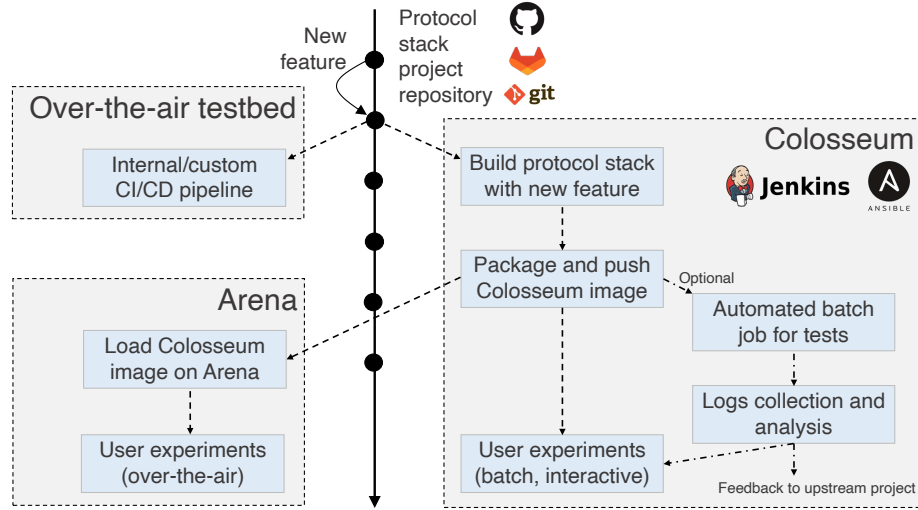 New
feature
Protocol
stack
project
repository
git
Over-the-air testbed
Internal/custom
CI/CD pipeline
Colosseum
Build protocol stack
with new feature
Jenkins
ANSIBLE
Package and push
Colosseum image
Optional
Automated batch
job for tests
Arena
Load Colosseum
image on Arena
Logs collection and
analysis
User experiments
(over-the-air)
User experiments
(batch, interactive)
Feedback to upstream project